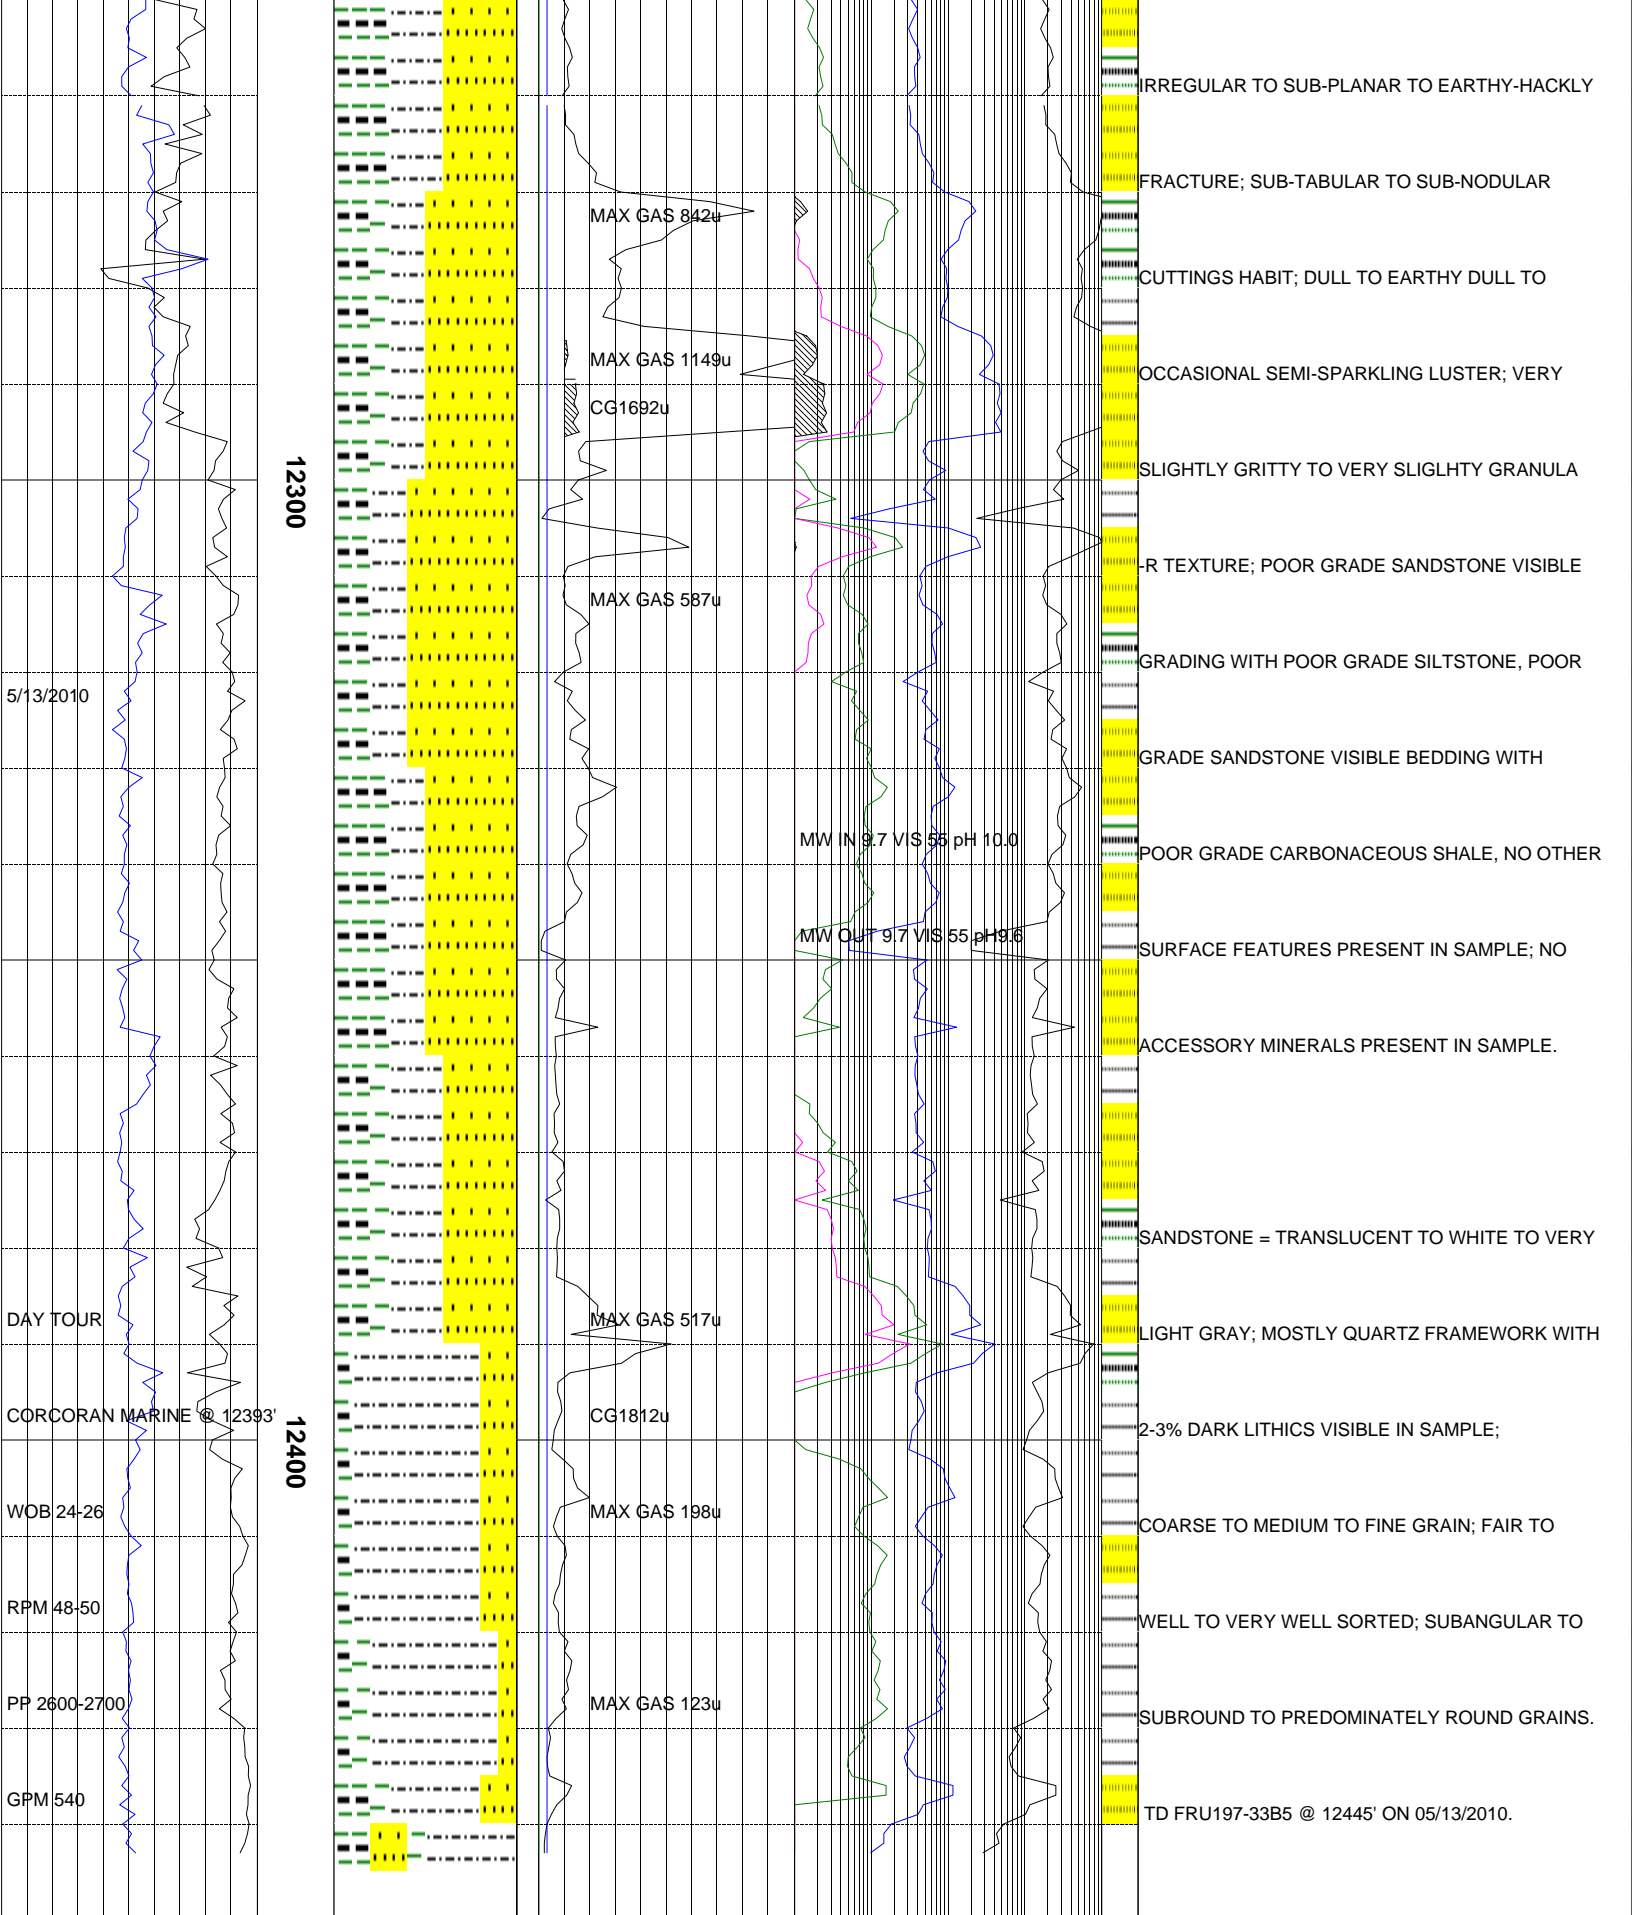 IRREGULAR TO SUB-PLANAR TO EARTHY-HACKLY
FRACTURE; SUB-TABULAR TO SUB-NODULAR
MAX GAS 842u
CUTTINGS HABIT; DULL TO EARTHY DULL TO
MAX GAS 1149u
OCCASIONAL SEMI-SPARKLING LUSTER; VERY
CG1692u
SLIGHTLY GRITTY TO VERY SLIGLHTY GRANULA
12300
-R TEXTURE; POOR GRADE SANDSTONE VISIBLE
MAX GAS 587u
GRADING WITH POOR GRADE SILTSTONE, POOR
5/13/2010
GRADE SANDSTONE VISIBLE BEDDING WITH
MW IN 9.7 VIS 55 pH 10.0
POOR GRADE CARBONACEOUS SHALE, NO OTHER
MW OUT 9.7 VIS 55 pH9.6
SURFACE FEATURES PRESENT IN SAMPLE; NO
ACCESSORY MINERALS PRESENT IN SAMPLE.
SANDSTONE = TRANSLUCENT TO WHITE TO VERY
DAY TOUR
MAX GAS 517u
LIGHT GRAY; MOSTLY QUARTZ FRAMEWORK WITH
CORCORAN MARINE @ 12393'
12400
CG1812u
2-3% DARK LITHICS VISIBLE IN SAMPLE;
WOB 24-26
MAX GAS 198u
COARSE TO MEDIUM TO FINE GRAIN; FAIR TO
RPM 48-50
WELL TO VERY WELL SORTED; SUBANGULAR TO
PP 2600-2700
MAX GAS 123u
SUBROUND TO PREDOMINATELY ROUND GRAINS.
GPM 540
TD FRU197-33B5 @ 12445' ON 05/13/2010.